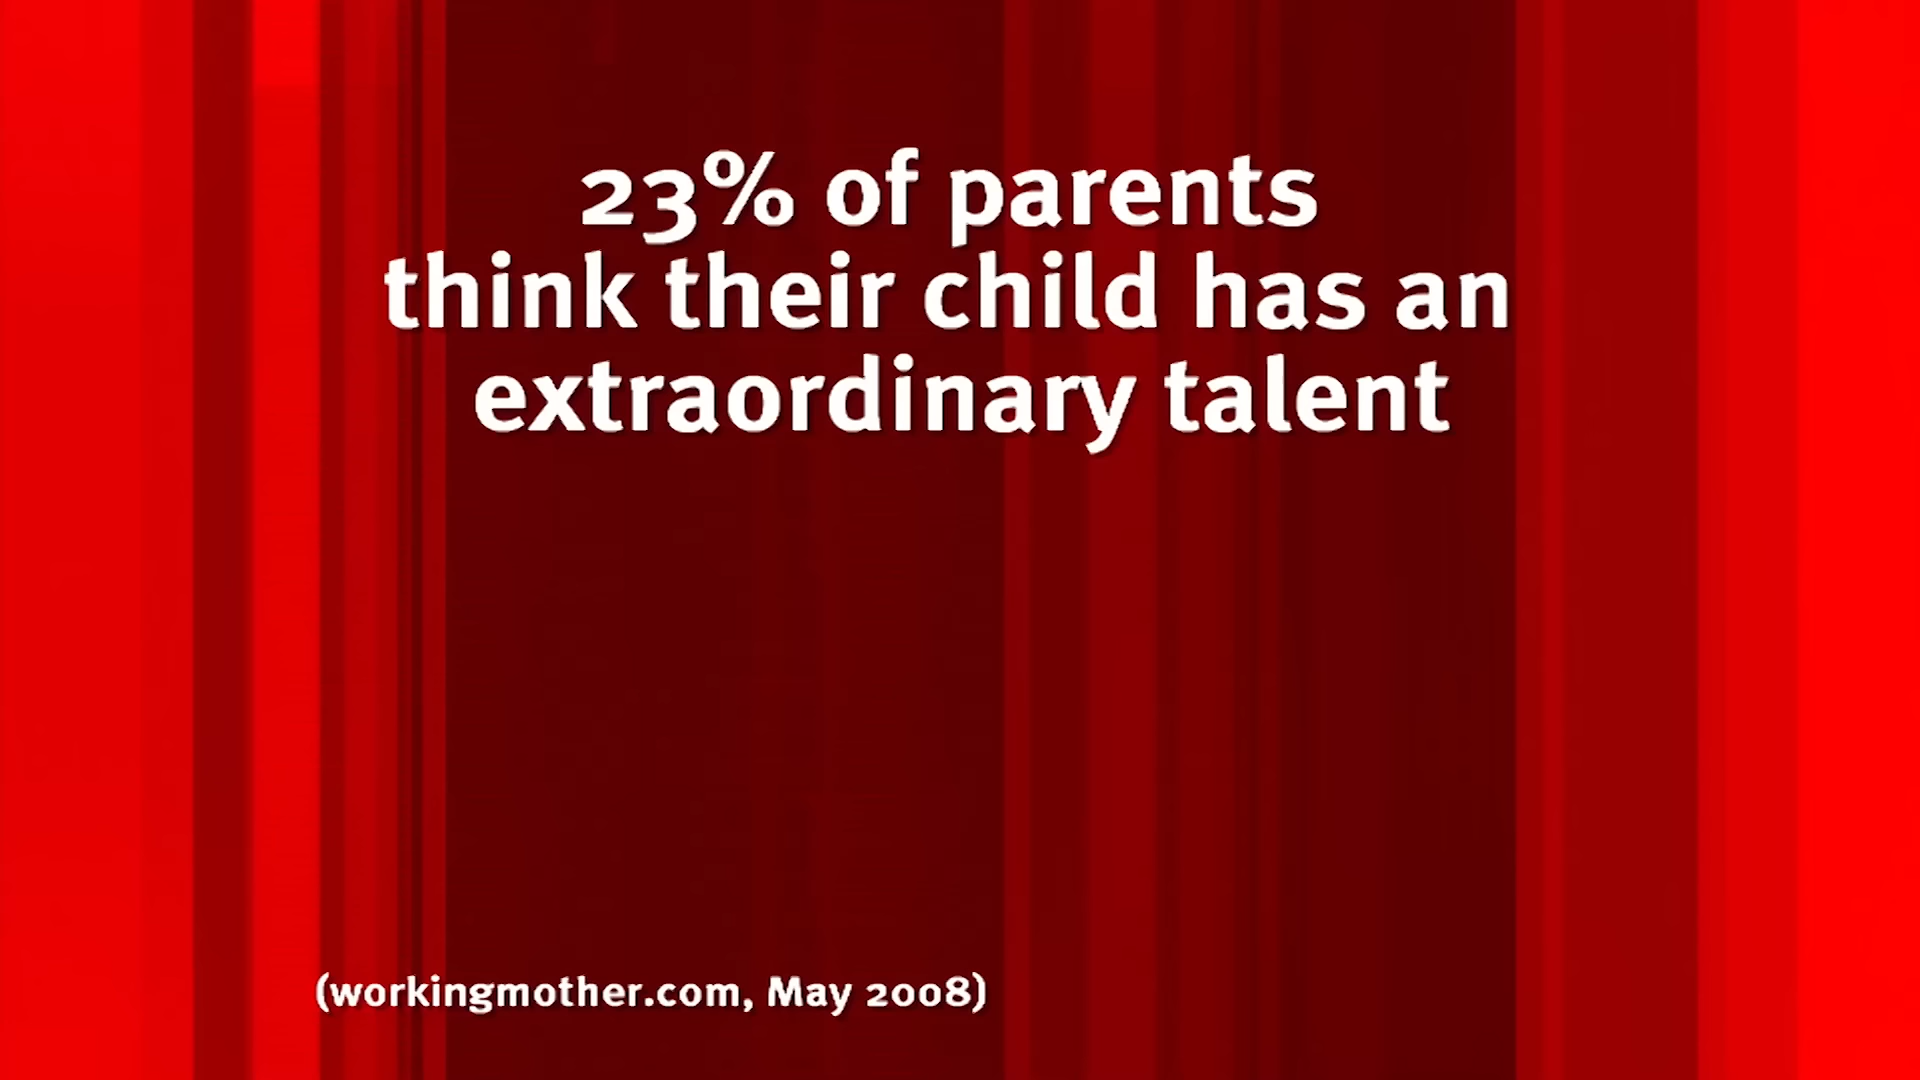 23% of parents
think their child has an
extraordinary talent
(workingmother.com, May 2008)